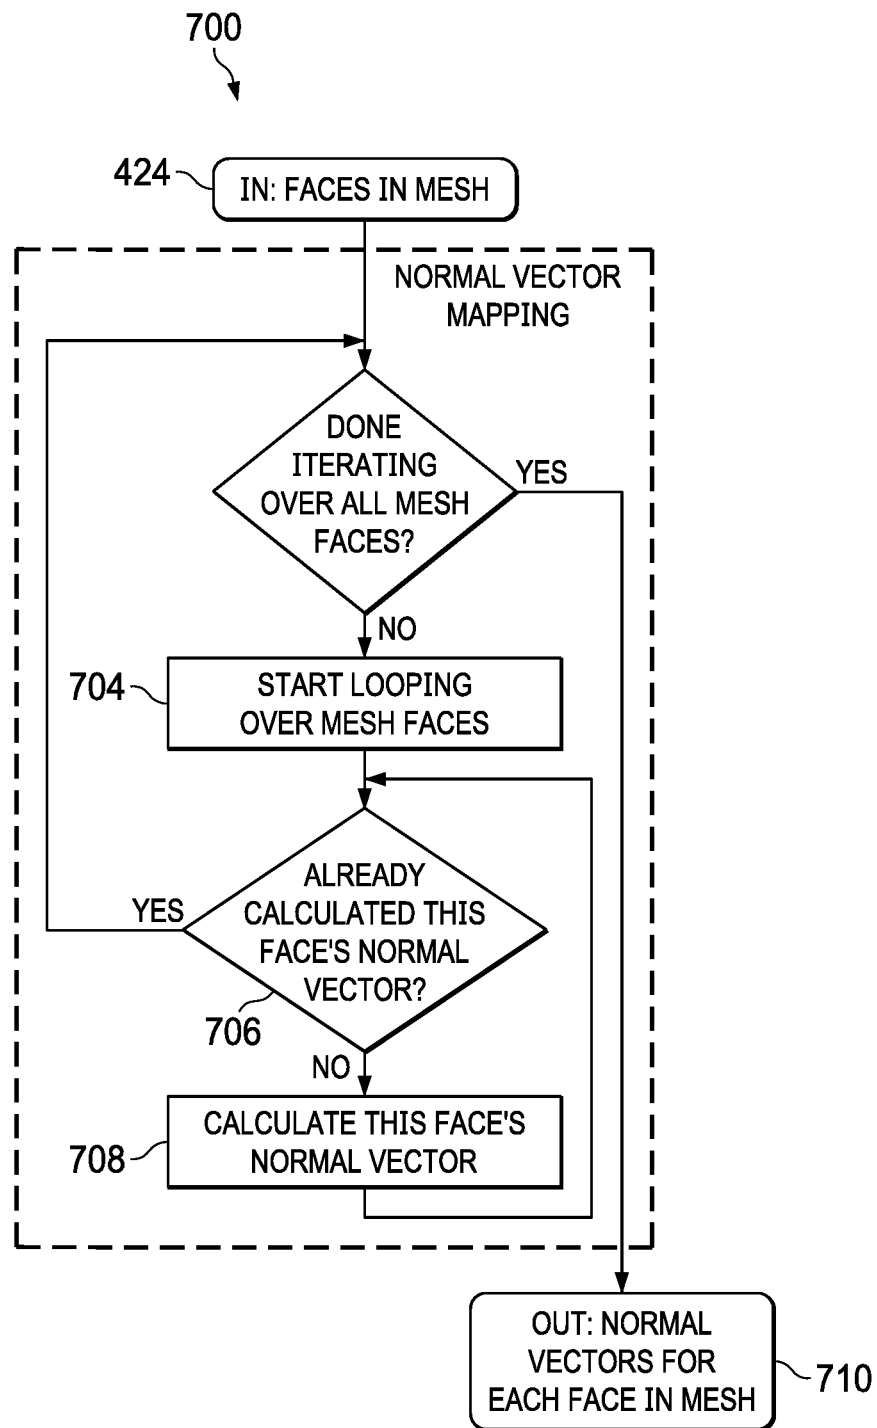 700
424
IN: FACES IN MESH
NORMAL VECTOR
MAPPING
DONE
ITERATING
OVER ALL MESH
FACES?
YES
NO
704
START LOOPING
OVER MESH FACES
ALREADY
CALCULATED THIS
FACE'S NORMAL
VECTOR?
YES
706
NO
708
CALCULATE THIS FACE'S
NORMAL VECTOR
OUT: NORMAL
VECTORS FOR
EACH FACE IN MESH
710